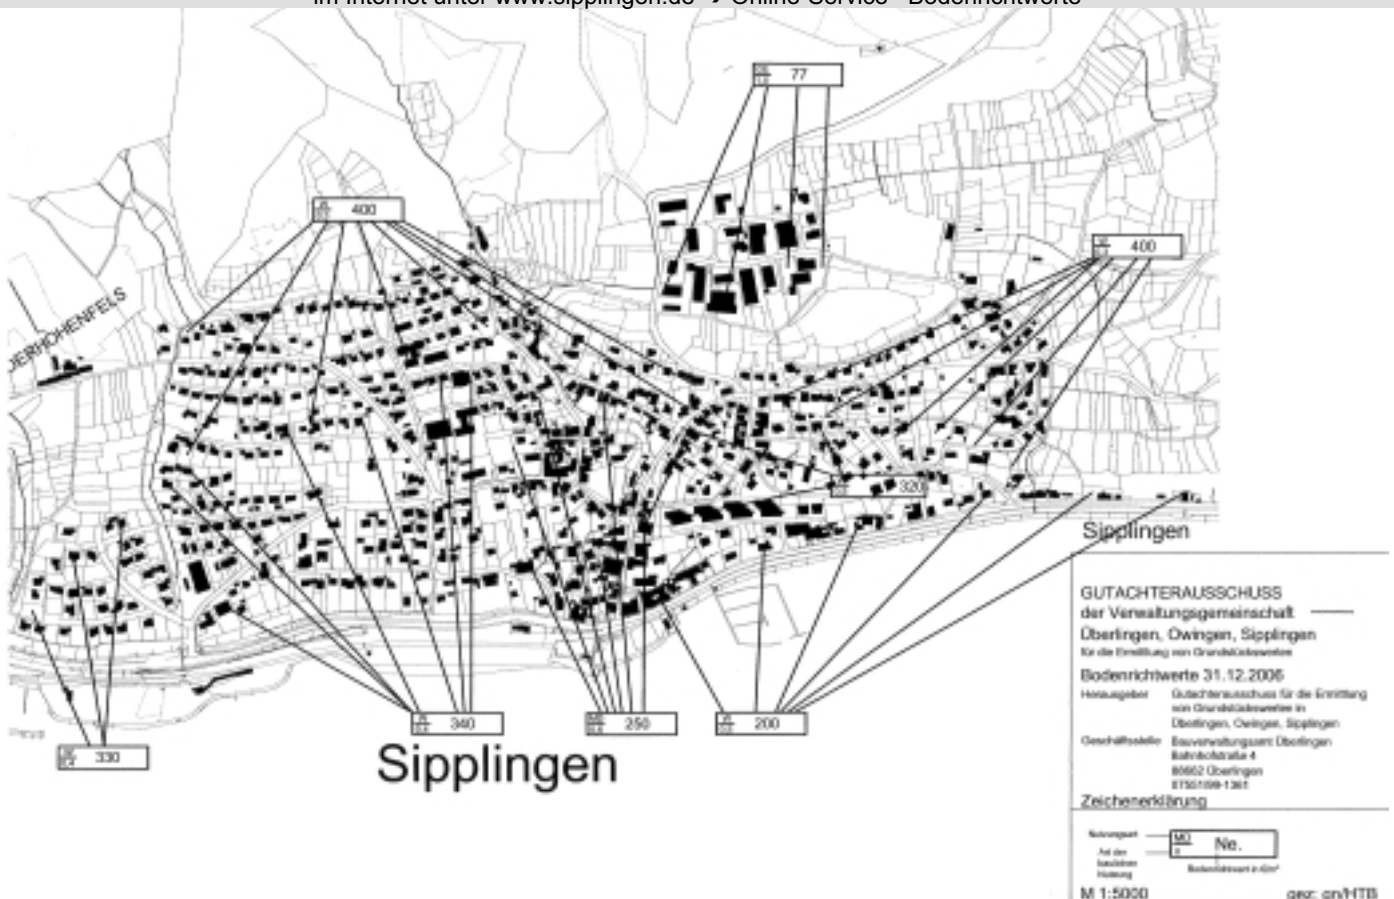 im Internet unter www.sipplingen.de → Online-Service - Bodenrichtwerte
77
400
400
DERHOHENFELS
320
Sipplingen
340
250
200
330
Sipplingen
GUTACHTERAUSSCHUSS
der Verwaltungsgemeinschaft
Überlingen, Owingen, Sipplingen
für die Ermittlung von Grundstückswerten
Bodenrichtwerte 31.12.2006
Herausgeber Gutachterausschuss für die Ermittlung
von Grundstückswerten in
Überlingen, Owingen, Sipplingen
Geschäftsstelle Bauverwaltungsamt Überlingen
Bahnhofstraße 4
88662 Überlingen
07551/99-1361
Zeichenerklärung
Nutzungsart
MD
Ne.
Art der
baulichen
Nutzung
Bodenrichtwert in €/m²
M 1:5000 gez: gn/HTB